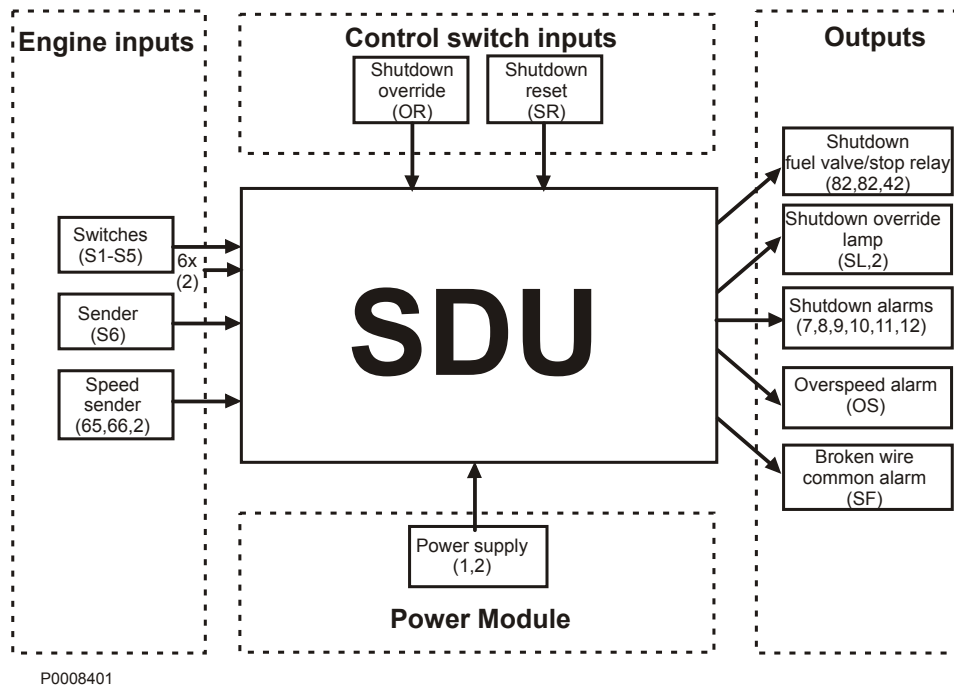 Engine inputs
Switches
(S1-S5)
6x
(2)
Sender
(S6)
Speed
sender
(65,66,2)
Control switch inputs
Shutdown
override
(OR)
Shutdown
reset
(SR)
SDU
Power supply
(1,2)
Power Module
Outputs
Shutdown
fuel valve/stop relay
(82,82,42)
Shutdown override
lamp
(SL,2)
Shutdown alarms
(7,8,9,10,11,12)
Overspeed alarm
(OS)
Broken wire
common alarm
(SF)
P0008401